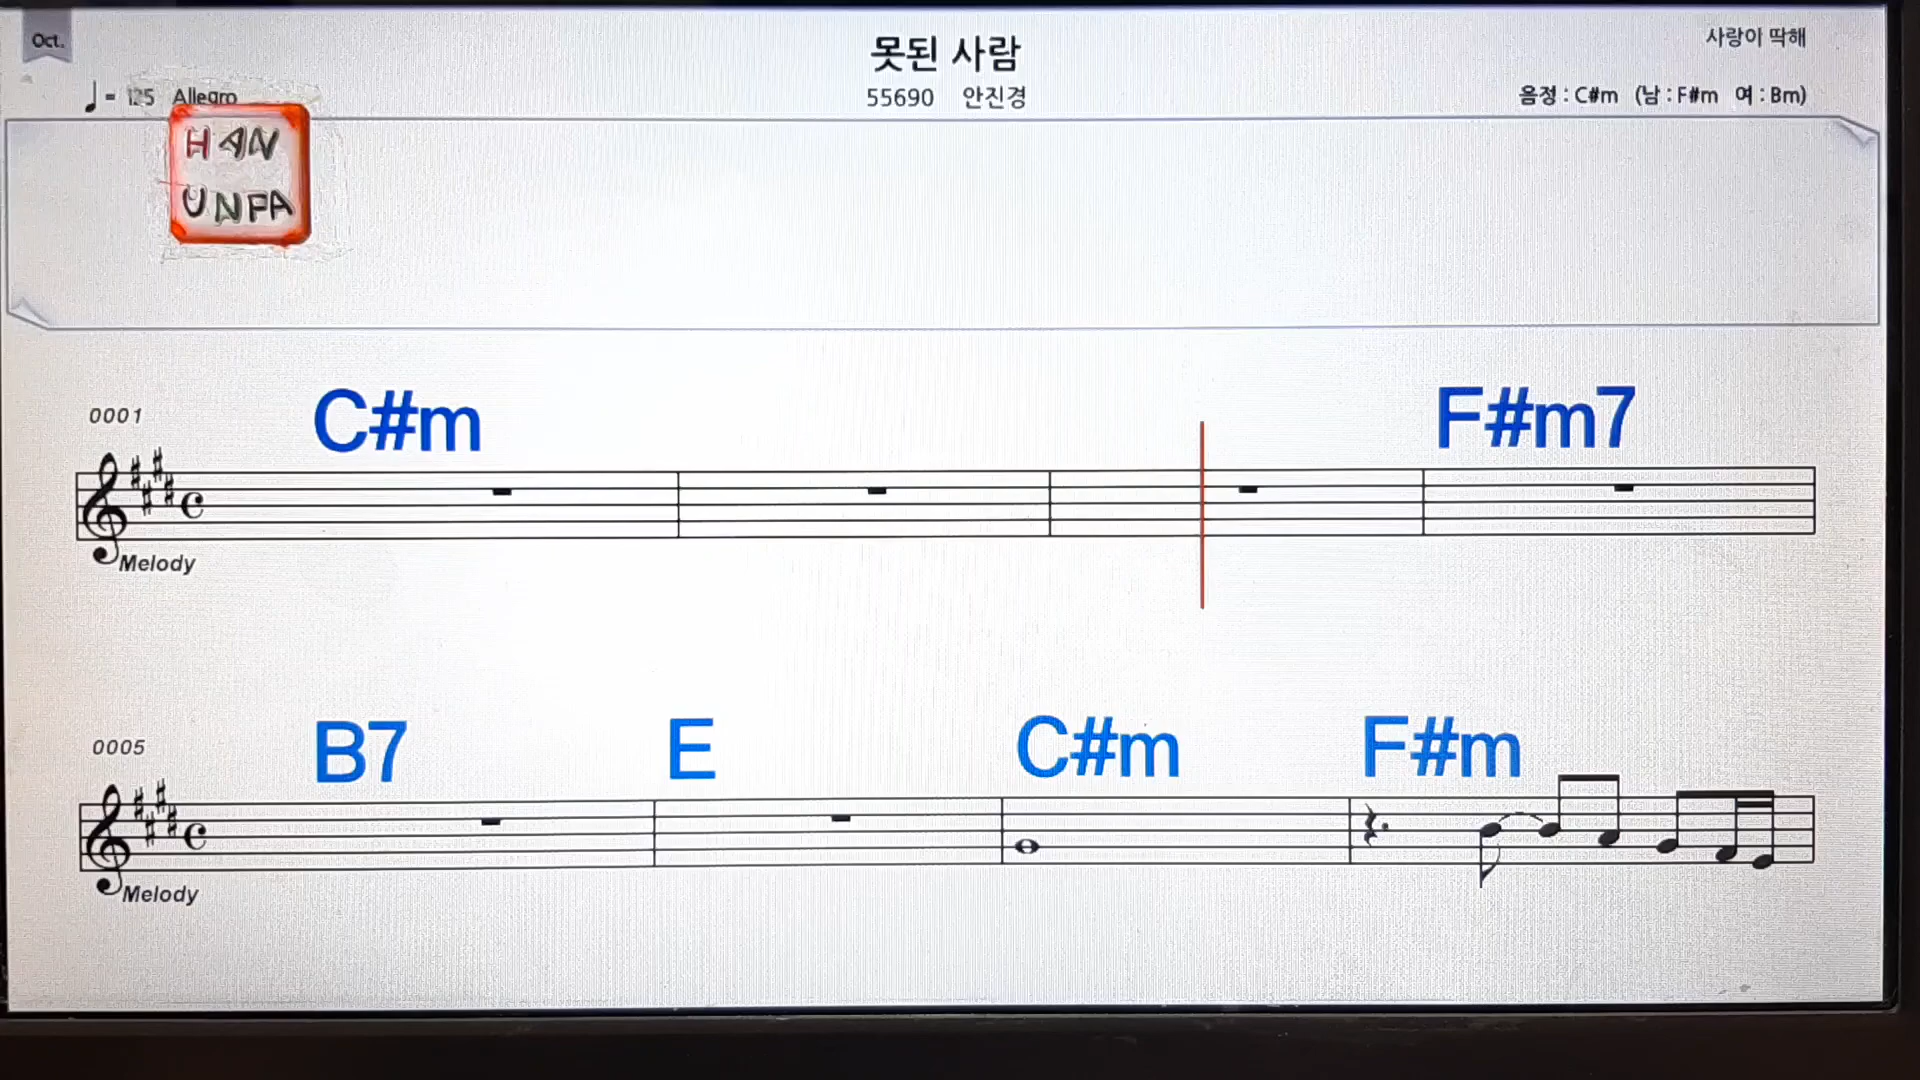 Oct.
못된 사람
사랑이 딱해
♩= 125 Allegro
55690 안진경
음정 : C#m (남 : F#m 여 : Bm)
HAN
UNPA
0001
C#m F#m7
Melody
0005
B7 E C#m F#m
Melody